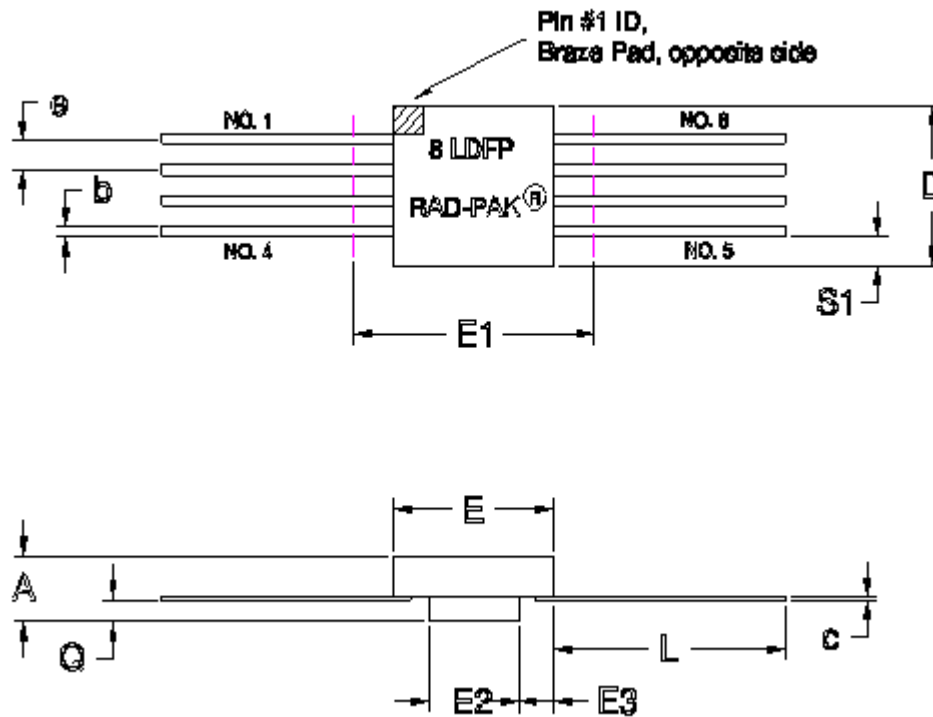 Pin #1 ID,
Braze Pad, opposite side
e
NO. 1
NO. 8
8 LDFP
D
b
RAD-PAK®
NO. 4
NO. 5
S1
E1
E
A
Q
L
c
E2
E3